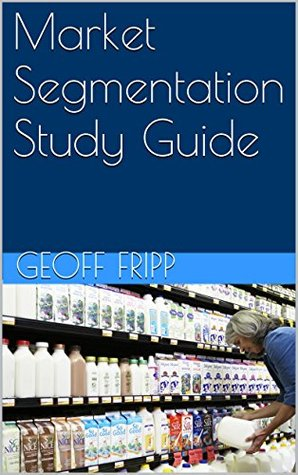 Market
Segmentation
Study Guide
GEOFF FRIPP